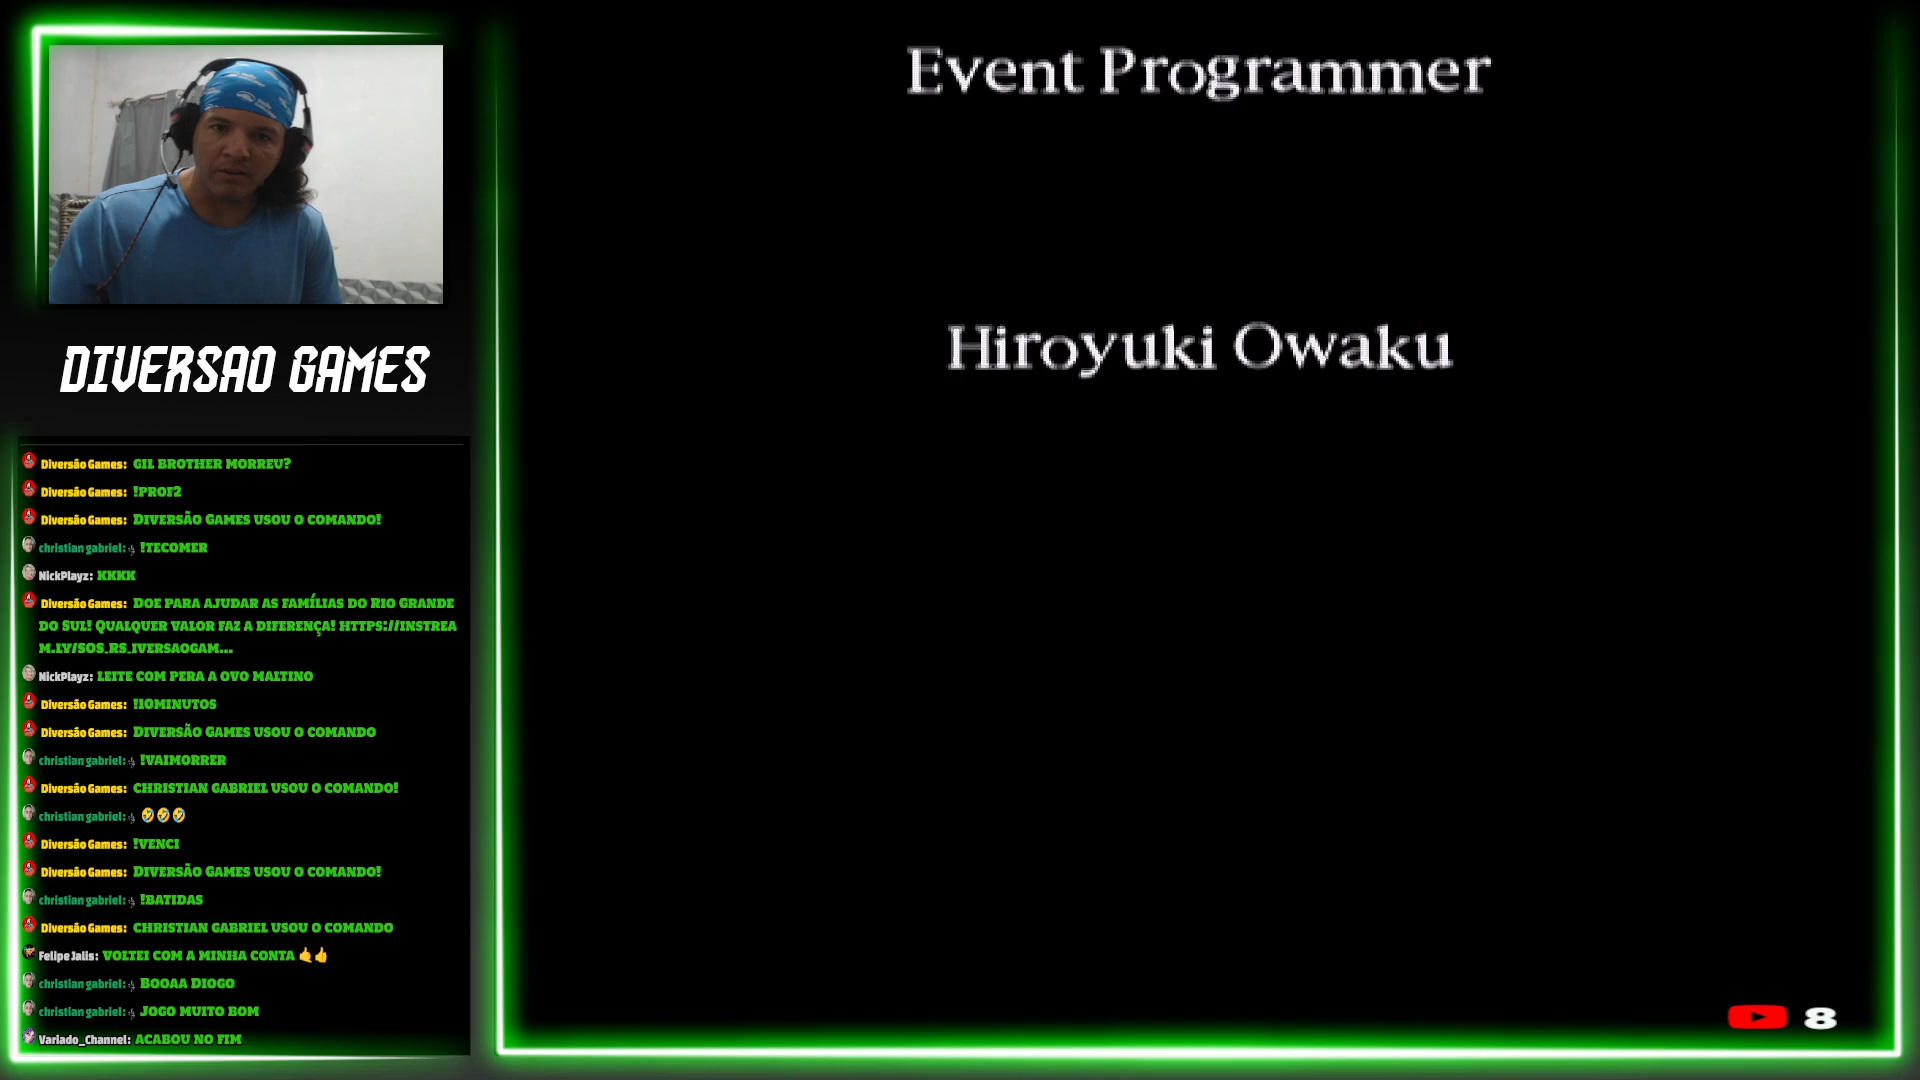 Event Programmer
Hiroyuki Owaku
DIVERSAO GAMES
Diversão Games: GIL BROTHER MORREU?
Diversão Games: !PROF2
Diversão Games: DIVERSÃO GAMES USOU O COMANDO!
christian gabriel: !TECOMER
NickPlayz: KKKK
Diversão Games: DOE PARA AJUDAR AS FAMÍLIAS DO RIO GRANDE
DO SUL! QUALQUER VALOR FAZ A DIFERENÇA! HTTPS://INSTREA
M.LY/SOS_RS_IVERSAOGAM...
NickPlayz: LEITE COM PERA A OVO MALTINO
Diversão Games: !10MINUTOS
Diversão Games: DIVERSÃO GAMES USOU O COMANDO
christian gabriel: !VAIMORRER
Diversão Games: CHRISTIAN GABRIEL USOU O COMANDO!
christian gabriel: 🤣🤣🤣
Diversão Games: !VENCI
Diversão Games: DIVERSÃO GAMES USOU O COMANDO!
christian gabriel: !BATIDAS
Diversão Games: CHRISTIAN GABRIEL USOU O COMANDO
Felipe Jalis: VOLTEI COM A MINHA CONTA 🤙👍
christian gabriel: BOOAA DIOGO
christian gabriel: JOGO MUITO BOM
Variado_Channel: ACABOU NO FIM
8